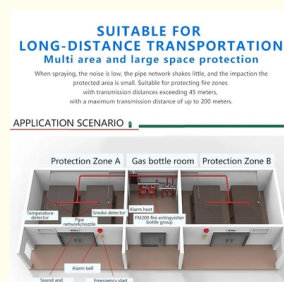 SUITABLE FOR
LONG-DISTANCE TRANSPORTATION
Multi area and large space protection
When spraying, the noise is low, the pipe network shakes little, and the impaction the
protected area is small. Suitable for protecting fire zones
with transmission distances exceeding 45 meters,
with a maximum transmission distance of up to 200 meters.
APPLICATION SCENARIO
Protection Zone A
Gas bottle room
Protection Zone B
Temperature
detector
Pipe
network/nozzle
Smoke detector
Alarm heat
FM200 fire extinguisher
bottle group
Alarm bell
Sound and
Emergency start